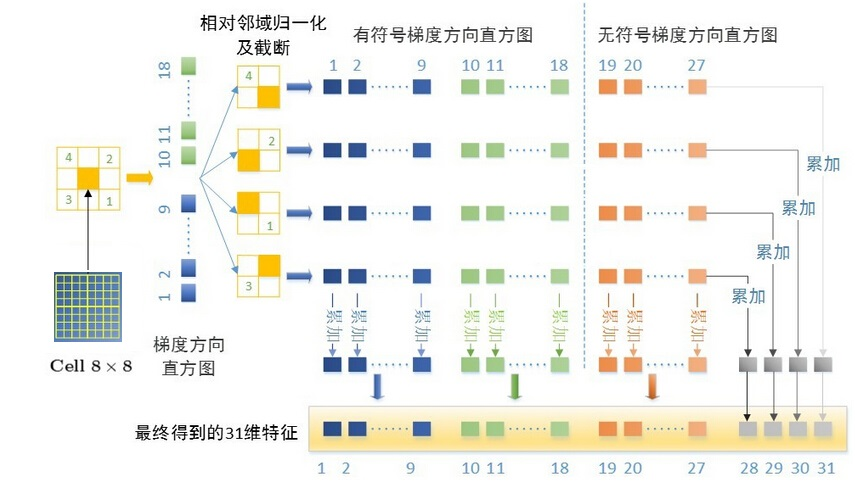 相对邻域归一化
及截断
有符号梯度方向直方图
无符号梯度方向直方图
1 2 9 10 11 18 19 20 27
18
11
10
9
2
1
4 2
3 1
4
2
1
3
累加
累加
累加
累加
累加 累加 累加 累加 累加 累加 累加 累加 累加
Cell 8 × 8
梯度方向
直方图
最终得到的31维特征
1 2 9 10 11 18 19 20 27 28 29 30 31